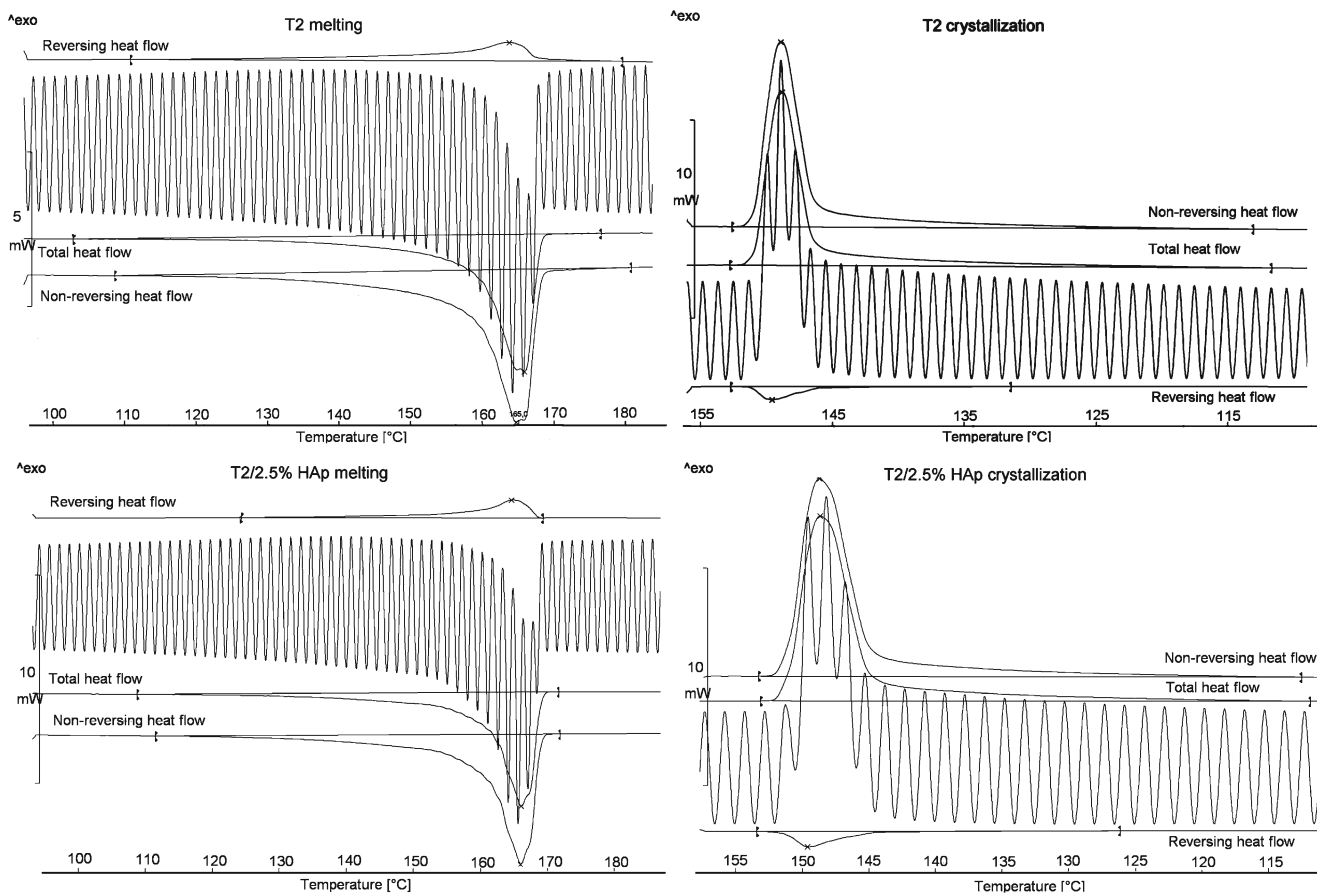 ^exo
T2 melting
Reversing heat flow
5
mW
Total heat flow
Non-reversing heat flow
165,0
100 110 120 130 140 150 160 170 180
Temperature [°C]
^exo
T2 crystallization
10
mW
Non-reversing heat flow
Total heat flow
Reversing heat flow
155 145 135 125 115
Temperature [°C]
^exo
T2/2.5% HAp melting
Reversing heat flow
10
mW
Total heat flow
Non-reversing heat flow
100 110 120 130 140 150 160 170 180
Temperature [°C]
^exo
T2/2.5% HAp crystallization
10
mW
Non-reversing heat flow
Total heat flow
Reversing heat flow
155 150 145 140 135 130 125 120 115
Temperature [°C]